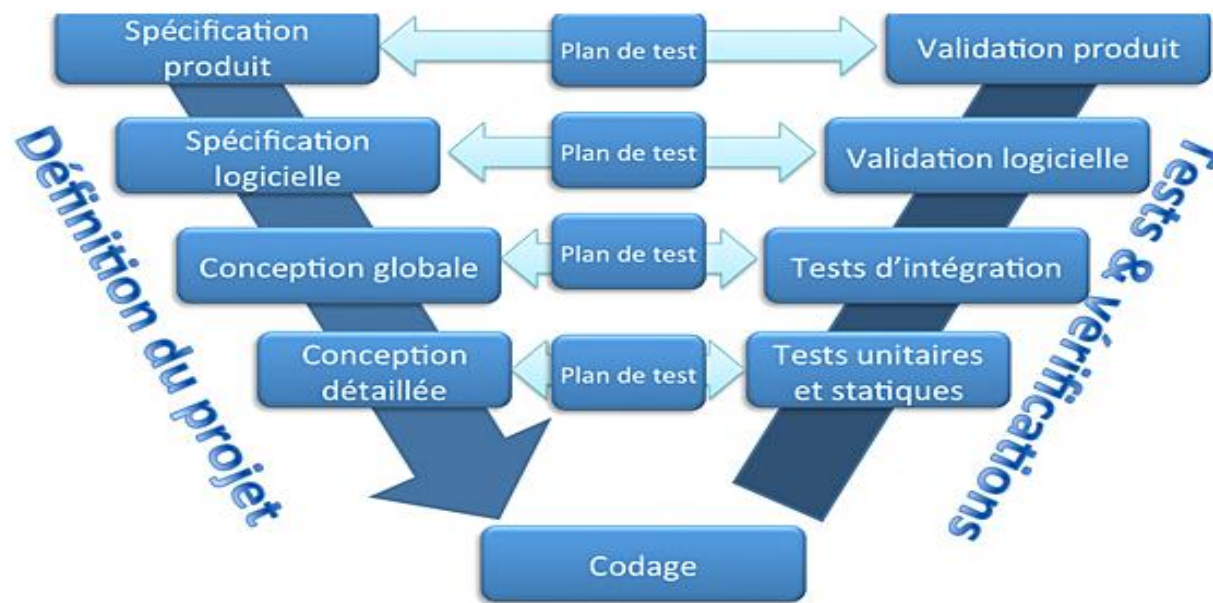 Spécification
produit
Plan de test
Validation produit
Spécification
logicielle
Plan de test
Validation logicielle
Conception globale
Plan de test
Tests d'intégration
Conception
détaillée
Plan de test
Tests unitaires
et statiques
Codage
Définition du projet
Tests & vérifications